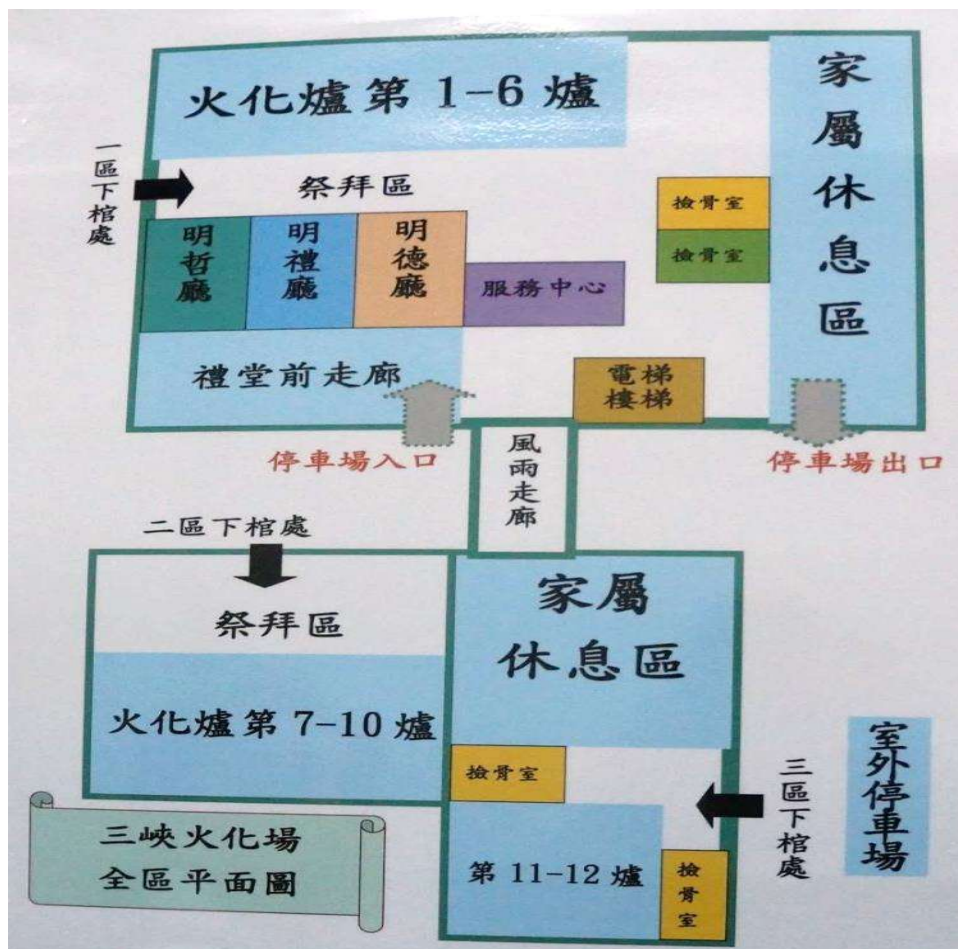 火化爐第 1-6 爐
家屬休息區
一區下棺處
祭拜區
撿骨室
撿骨室
明哲廳
明禮廳
明德廳
服務中心
禮堂前走廊
電梯
樓梯
停車場入口
風雨走廊
停車場出口
二區下棺處
祭拜區
家屬
休息區
火化爐第 7-10 爐
撿骨室
三區下棺處
室外停車場
第 11-12 爐
撿骨室
三峽火化場
全區平面圖